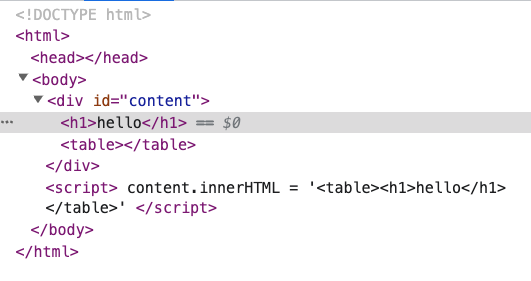 <!DOCTYPE html>
<html>
<head></head>
<body>
<div id="content">
<h1>hello</h1> == $0
<table></table>
</div>
<script> content.innerHTML = '<table><h1>hello</h1>
</table>' </script>
</body>
</html>